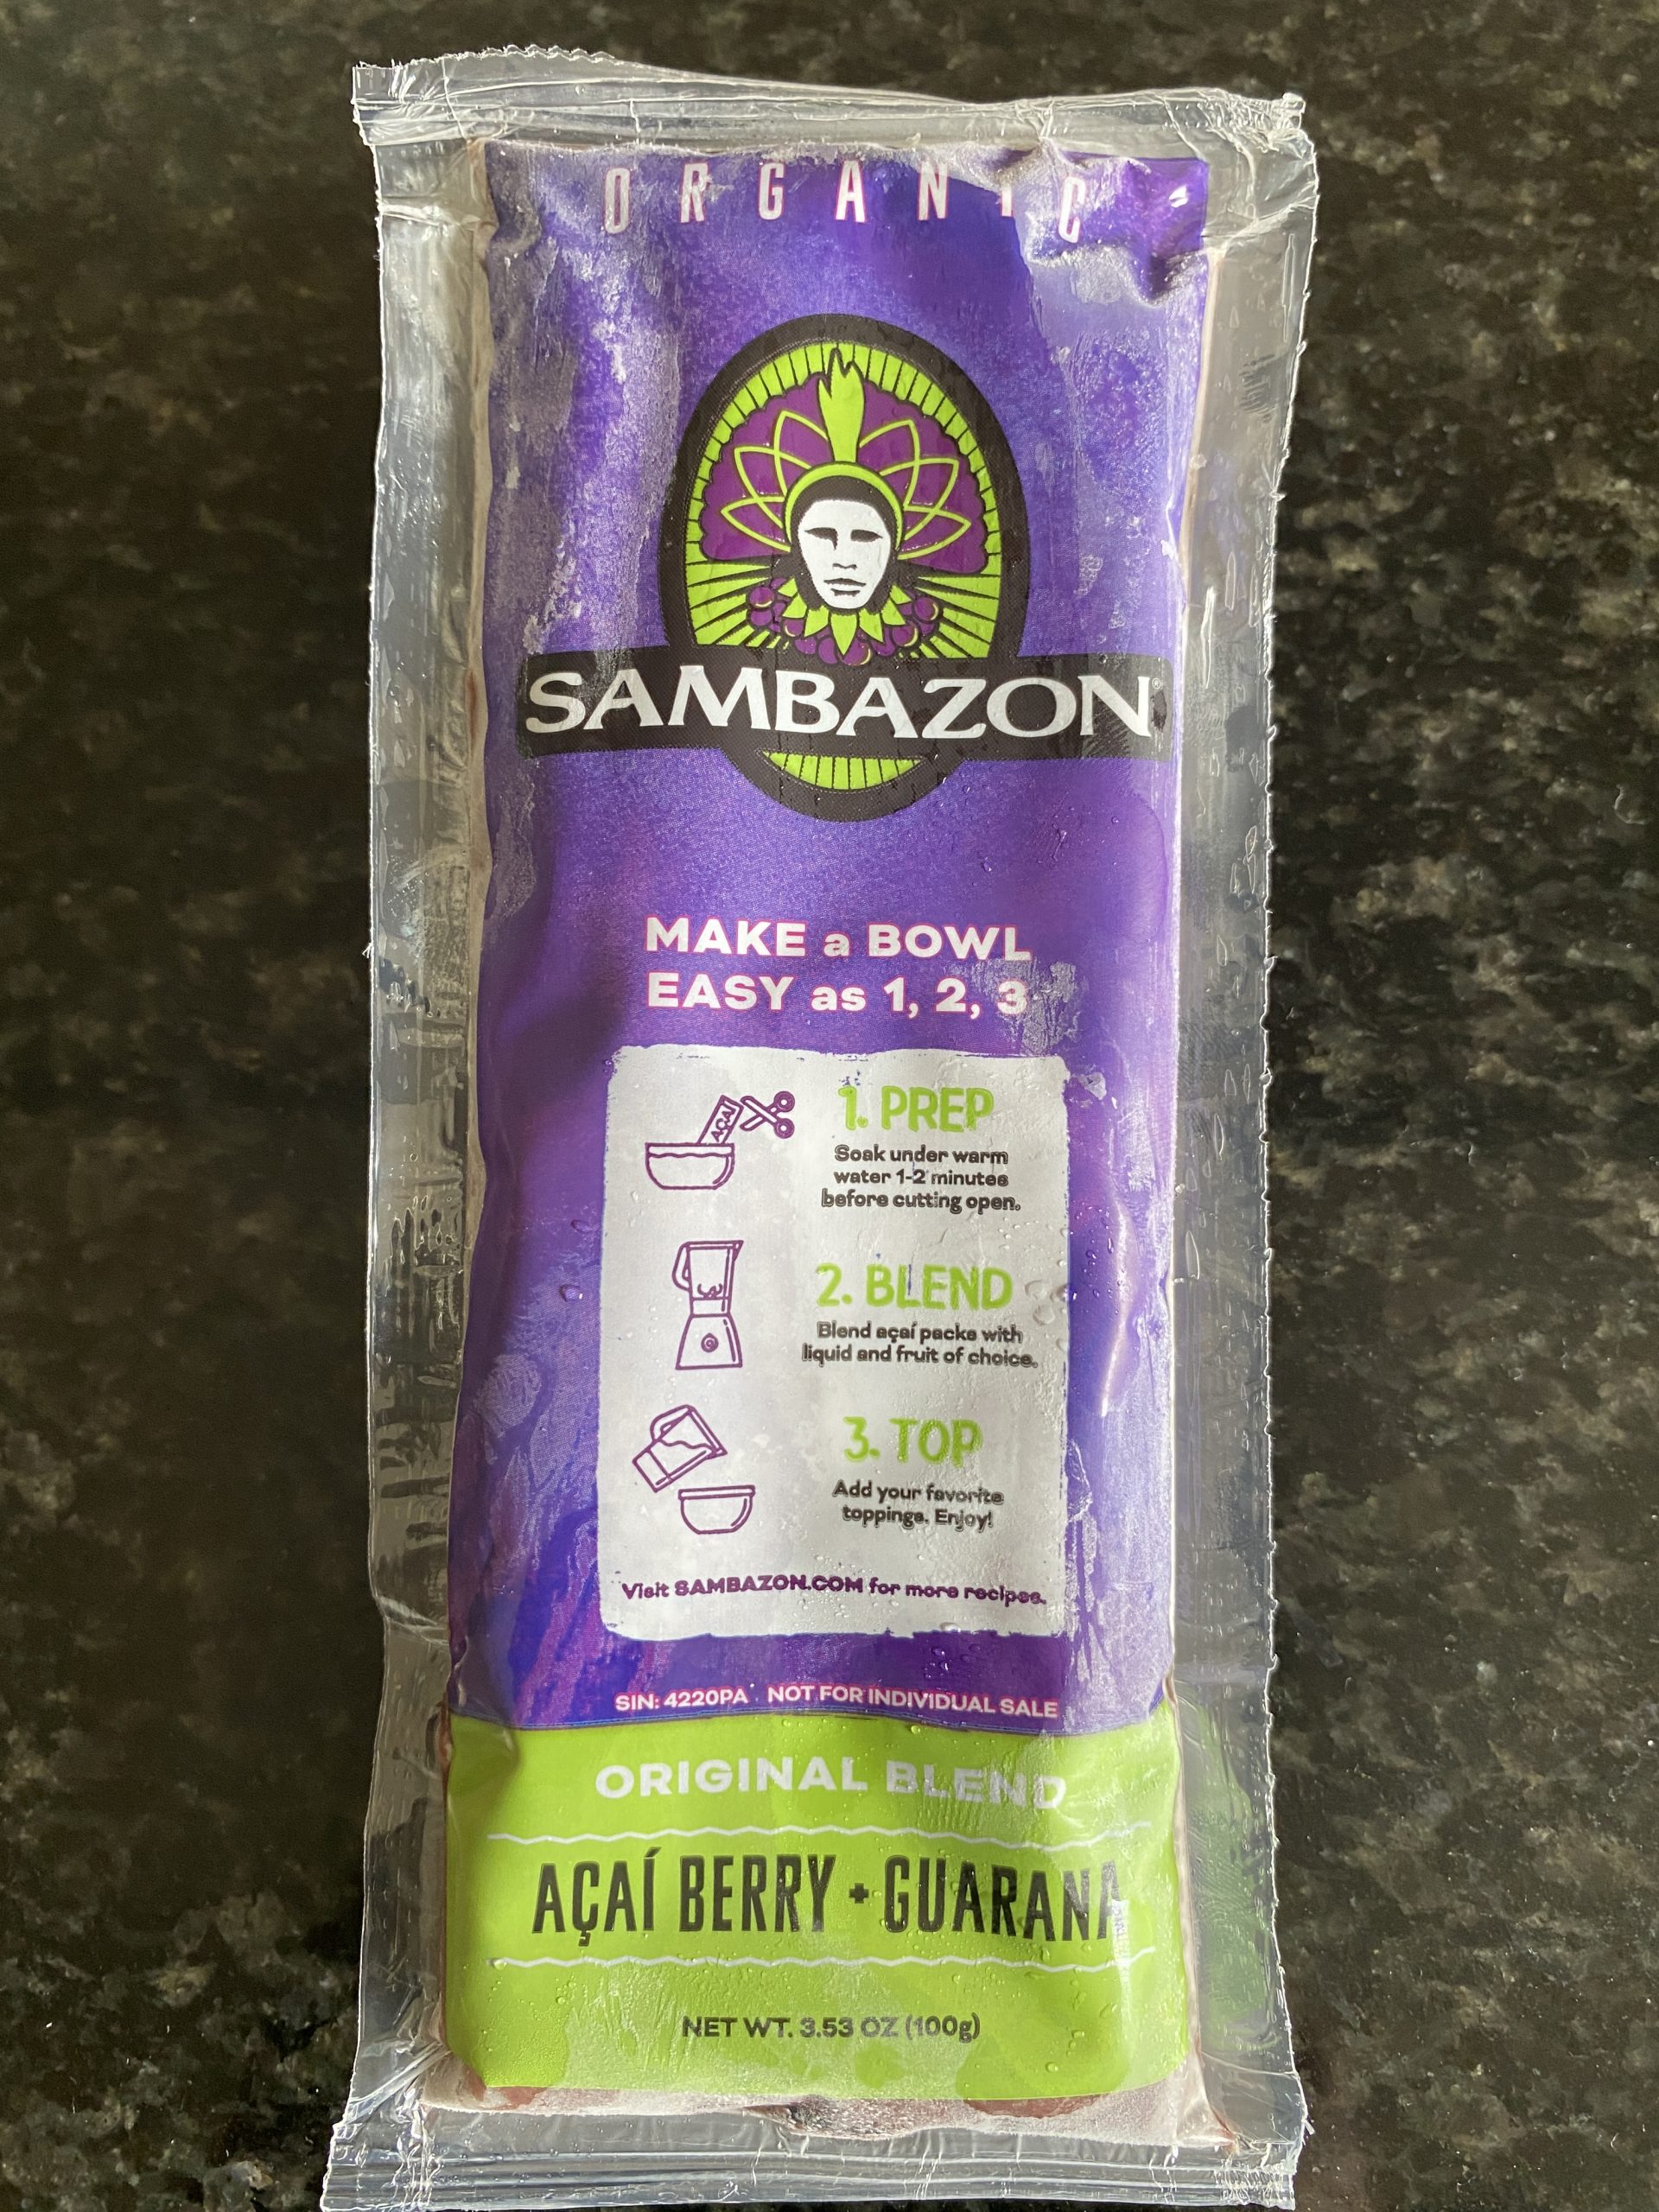 ORGANIC
SAMBAZON®
MAKE a BOWL
EASY as 1, 2, 3
AÇAÍ
1. PREP
Soak under warm
water 1-2 minutes
before cutting open.
2. BLEND
Blend açaí packs with
liquid and fruit of choice.
3. TOP
Add your favorite
toppings. Enjoy!
Visit SAMBAZON.COM for more recipes.
SIN: 4220PA NOT FOR INDIVIDUAL SALE
ORIGINAL BLEND
AÇAÍ BERRY + GUARANA
NET WT. 3.53 OZ (100g)